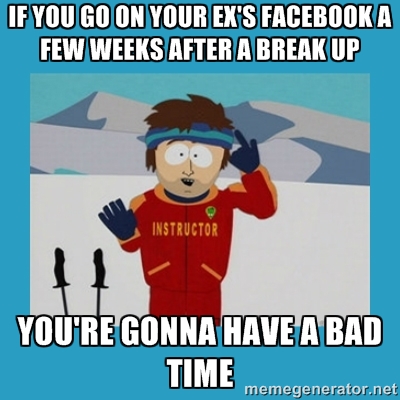 IF YOU GO ON YOUR EX'S FACEBOOK A
FEW WEEKS AFTER A BREAK UP
INSTRUCTOR
YOU'RE GONNA HAVE A BAD
TIME
memegenerator.net